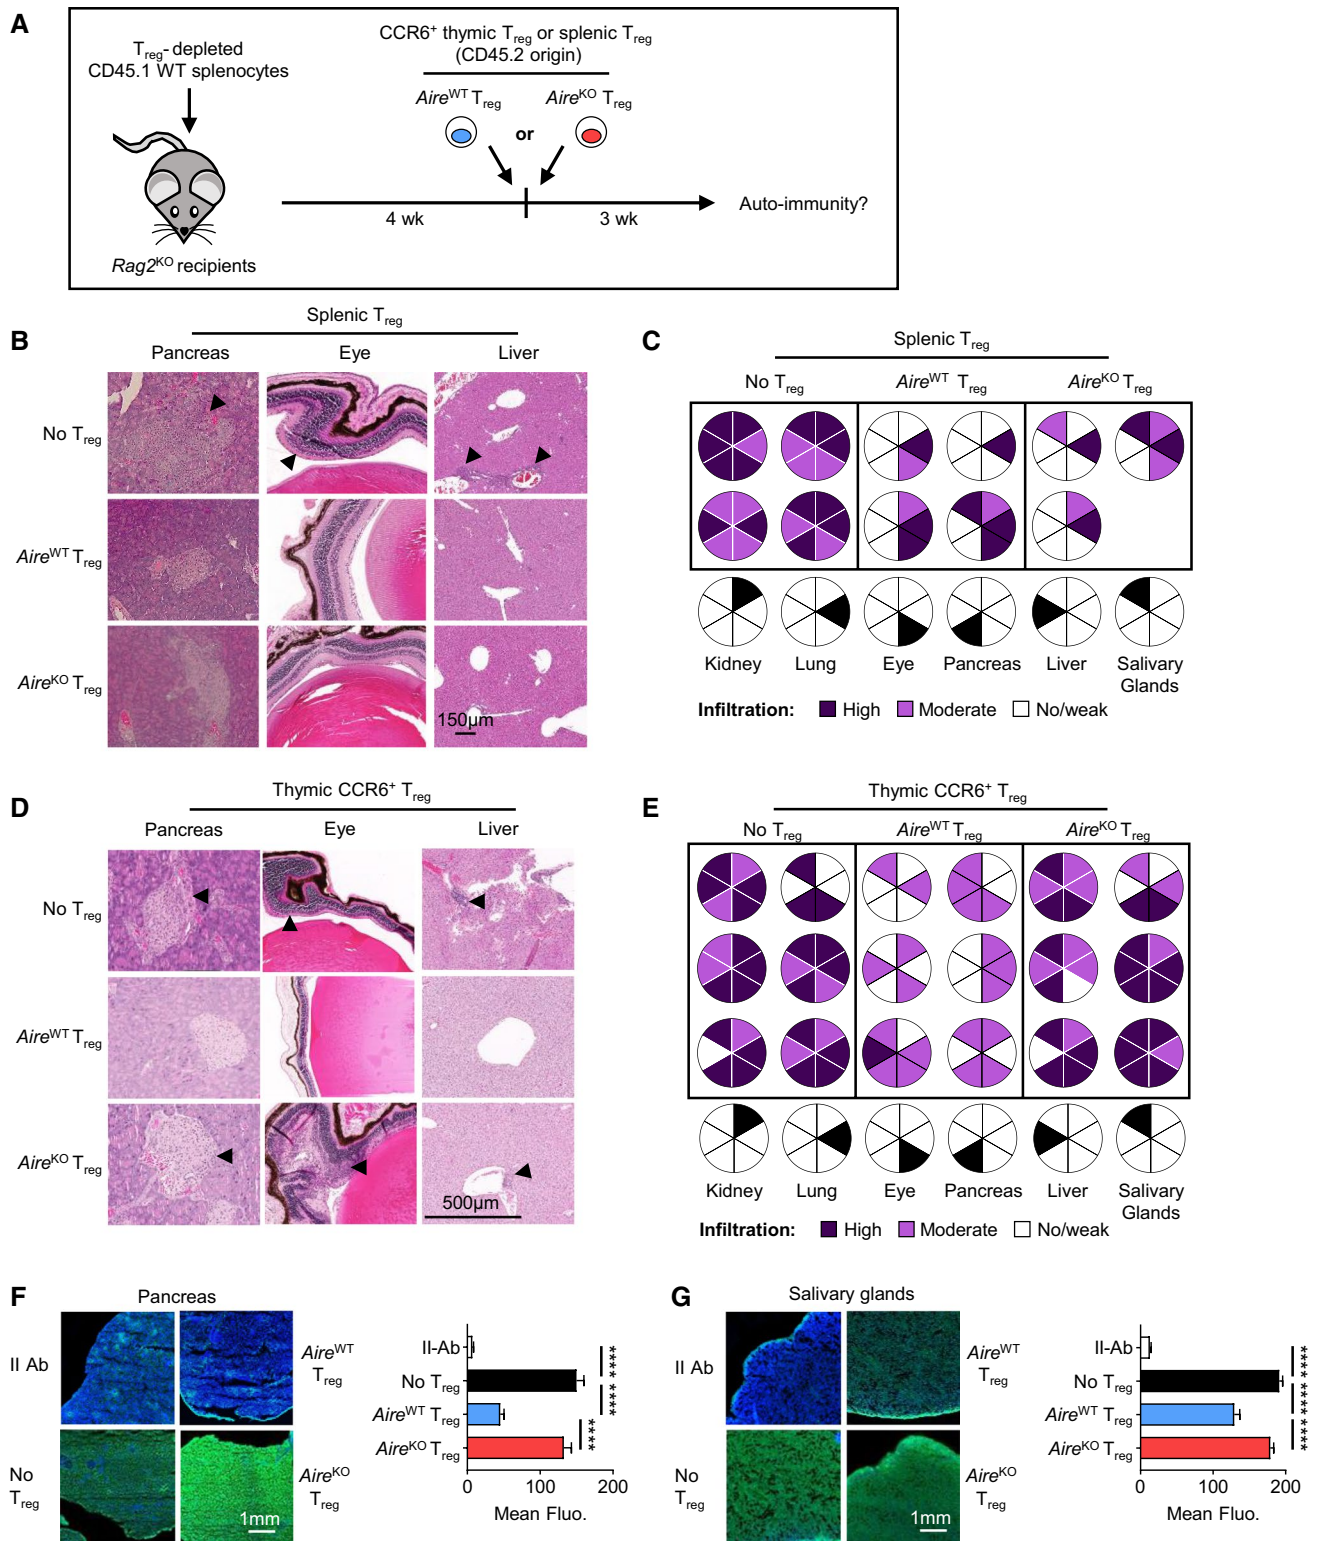 A
Treg- depleted
CD45.1 WT splenocytes
CCR6+ thymic Treg or splenic Treg
(CD45.2 origin)
AireWT Treg
AireKO Treg
or
4 wk
3 wk
Auto-immunity?
Rag2KO recipients
B
Splenic Treg
Pancreas
Eye
Liver
No Treg
AireWT Treg
AireKO Treg
150µm
C
Splenic Treg
No Treg
AireWT Treg
AireKO Treg
Kidney
Lung
Eye
Pancreas
Liver
Salivary
Glands
Infiltration:
High
Moderate
No/weak
D
Thymic CCR6+ Treg
Pancreas
Eye
Liver
No Treg
AireWT Treg
AireKO Treg
500µm
E
Thymic CCR6+ Treg
No Treg
AireWT Treg
AireKO Treg
Kidney
Lung
Eye
Pancreas
Liver
Salivary
Glands
Infiltration:
High
Moderate
No/weak
F
Pancreas
II Ab
AireWT
Treg
No
Treg
AireKO
Treg
1mm
II-Ab
No Treg
AireWT Treg
AireKO Treg
****
****
****
0
100
200
Mean Fluo.
G
Salivary glands
II Ab
AireWT
Treg
No
Treg
AireKO
Treg
1mm
II-Ab
No Treg
AireWT Treg
AireKO Treg
****
****
****
0
100
200
Mean Fluo.